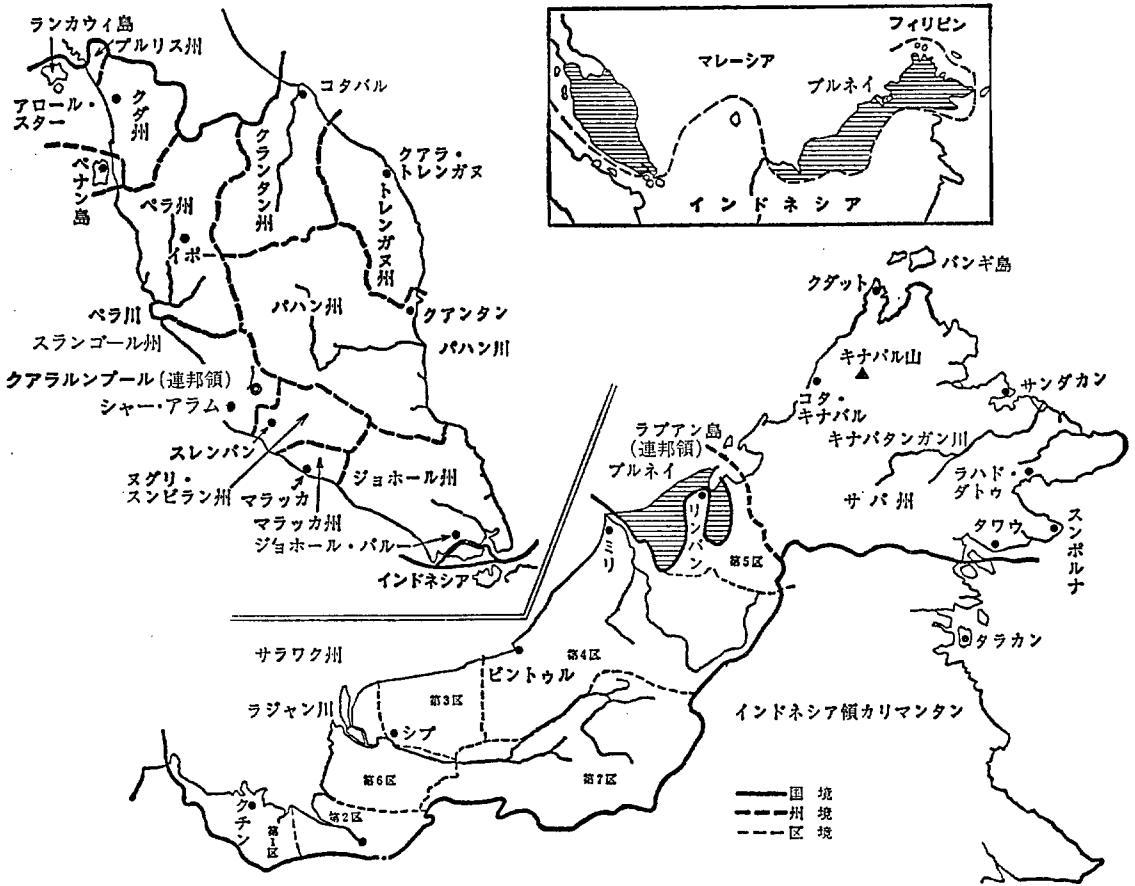 ランカウィ島
プルリス州
アロール・
スター
クダ州
コタバル
ペナン島
ペラ州
イポー
クランタン州
クアラ・
トレンガヌ
トレンガヌ州
ペラ川
スランゴール州
パハン州
クアンタン
パハン川
クアラルンプール(連邦領)
シャー・アラム
スレンバン
ヌグリ・
スンビラン州
マラッカ
マラッカ州
ジョホール州
ジョホール・バル
インドネシア
フィリピン
マレーシア
ブルネイ
インドネシア
バンギ島
クダット
キナバル山
コタ・
キナバル
サンダカン
キナバタンガン川
ラハド・
ダトゥ
サバ州
タワウ
スンポルナ
ラブアン島
(連邦領)
ブルネイ
リンバン
ミリ
第5区
タラカン
サラワク州
ビントゥル
第4区
第3区
ラジャン川
シブ
第6区
第7区
インドネシア領カリマンタン
クチン
第1区
第2区
国境
州境
区境